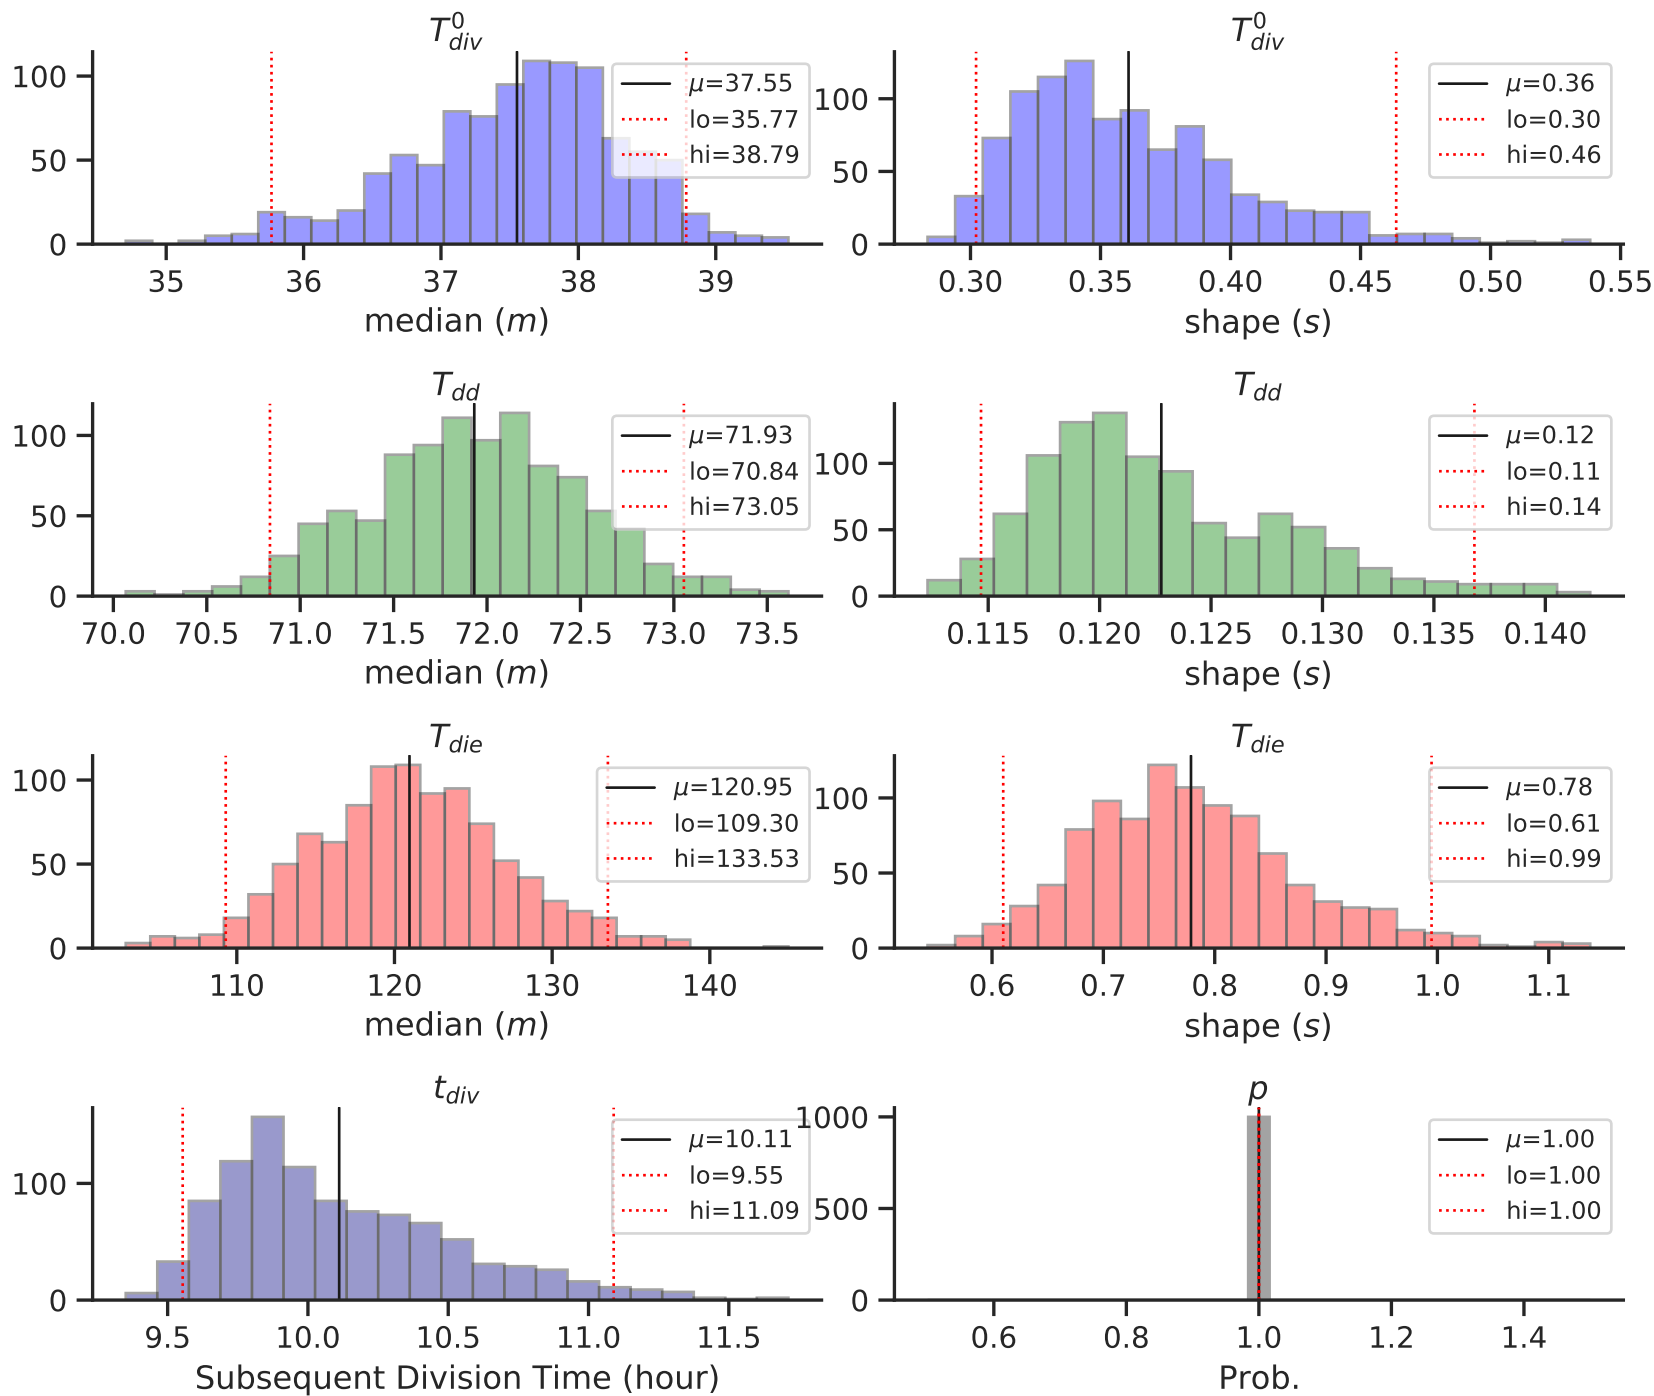 T⁰div
100
50
0
μ=37.55
lo=35.77
hi=38.79
35 36 37 38 39
median (m)
T⁰div
100
50
0
μ=0.36
lo=0.30
hi=0.46
0.30 0.35 0.40 0.45 0.50 0.55
shape (s)
Tdd
100
50
0
μ=71.93
lo=70.84
hi=73.05
70.0 70.5 71.0 71.5 72.0 72.5 73.0 73.5
median (m)
Tdd
100
50
0
μ=0.12
lo=0.11
hi=0.14
0.115 0.120 0.125 0.130 0.135 0.140
shape (s)
Tdie
100
50
0
μ=120.95
lo=109.30
hi=133.53
110 120 130 140
median (m)
Tdie
100
50
0
μ=0.78
lo=0.61
hi=0.99
0.6 0.7 0.8 0.9 1.0 1.1
shape (s)
tdiv
100
0
μ=10.11
lo=9.55
hi=11.09
9.5 10.0 10.5 11.0 11.5
Subsequent Division Time (hour)
p
1000
500
0
μ=1.00
lo=1.00
hi=1.00
0.6 0.8 1.0 1.2 1.4
Prob.